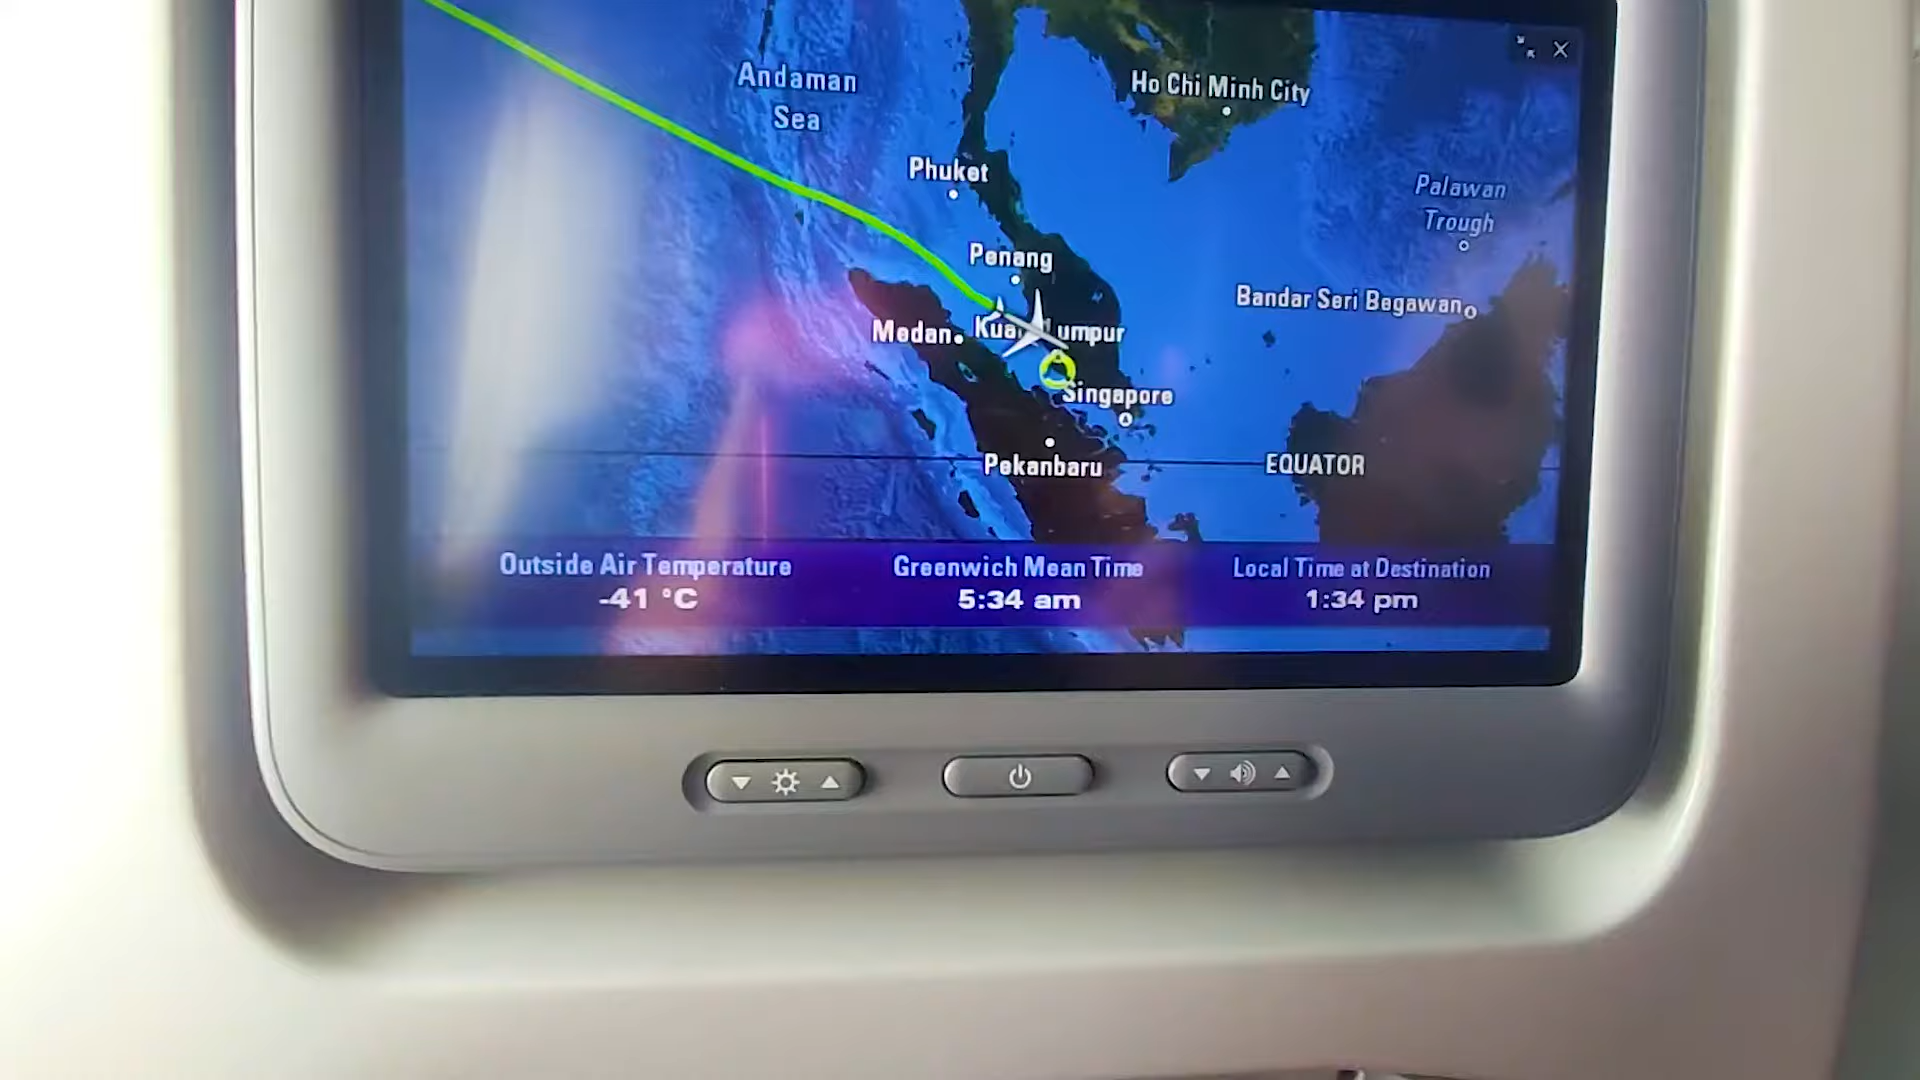 Andaman
Sea
Ho Chi Minh City
Phuket
Palawan
Trough
Penang
Bandar Seri Begawan
Medan
Kua umpur
Singapore
Pekanbaru
EQUATOR
Outside Air Temperature
-41 °C
Greenwich Mean Time
5:34 am
Local Time at Destination
1:34 pm